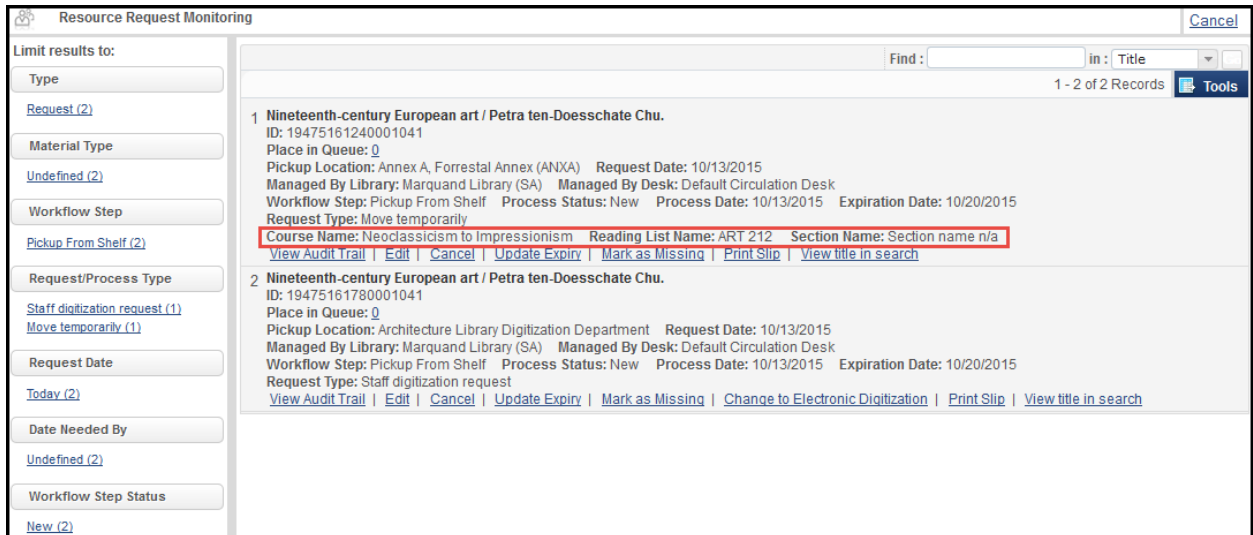 Resource Request Monitoring
Cancel
Limit results to:
Type
Request (2)
Material Type
Undefined (2)
Workflow Step
Pickup From Shelf (2)
Request/Process Type
Staff digitization request (1)
Move temporarily (1)
Request Date
Today (2)
Date Needed By
Undefined (2)
Workflow Step Status
New (2)
Find : in : Title
1 - 2 of 2 Records Tools
1 Nineteenth-century European art / Petra ten-Doesschate Chu.
ID: 19475161240001041
Place in Queue: 0
Pickup Location: Annex A, Forrestal Annex (ANXA) Request Date: 10/13/2015
Managed By Library: Marquand Library (SA) Managed By Desk: Default Circulation Desk
Workflow Step: Pickup From Shelf Process Status: New Process Date: 10/13/2015 Expiration Date: 10/20/2015
Request Type: Move temporarily
Course Name: Neoclassicism to Impressionism Reading List Name: ART 212 Section Name: Section name n/a
View Audit Trail | Edit | Cancel | Update Expiry | Mark as Missing | Print Slip | View title in search
2 Nineteenth-century European art / Petra ten-Doesschate Chu.
ID: 19475161780001041
Place in Queue: 0
Pickup Location: Architecture Library Digitization Department Request Date: 10/13/2015
Managed By Library: Marquand Library (SA) Managed By Desk: Default Circulation Desk
Workflow Step: Pickup From Shelf Process Status: New Process Date: 10/13/2015 Expiration Date: 10/20/2015
Request Type: Staff digitization request
View Audit Trail | Edit | Cancel | Update Expiry | Mark as Missing | Change to Electronic Digitization | Print Slip | View title in search